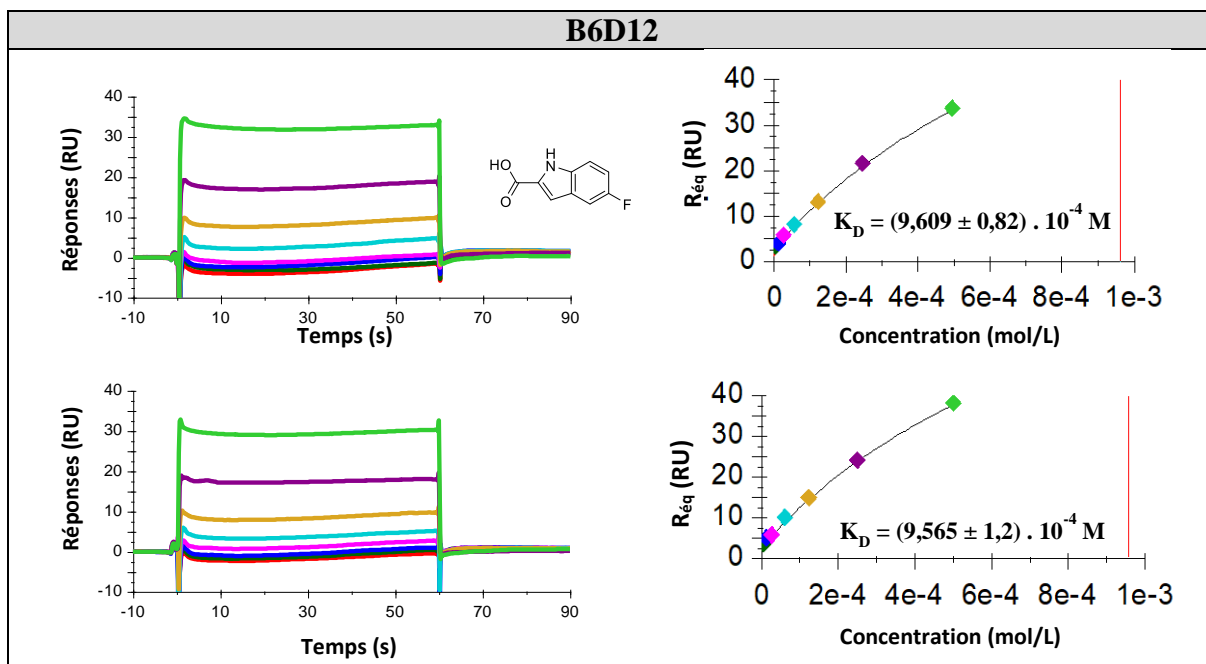 B6D12
40
30
20
10
0
-10
Réponses (RU)
-10 10 30 50 70 90
Temps (s)
HO
O
H
N
F
40
30
20
10
0
Réq (RU)
K_D = (9,609 ± 0,82) . 10^-4 M
0 2e-4 4e-4 6e-4 8e-4 1e-3
Concentration (mol/L)
40
30
20
10
0
-10
Réponses (RU)
-10 10 30 50 70 90
Temps (s)
40
30
20
10
0
Réq (RU)
K_D = (9,565 ± 1,2) . 10^-4 M
0 2e-4 4e-4 6e-4 8e-4 1e-3
Concentration (mol/L)